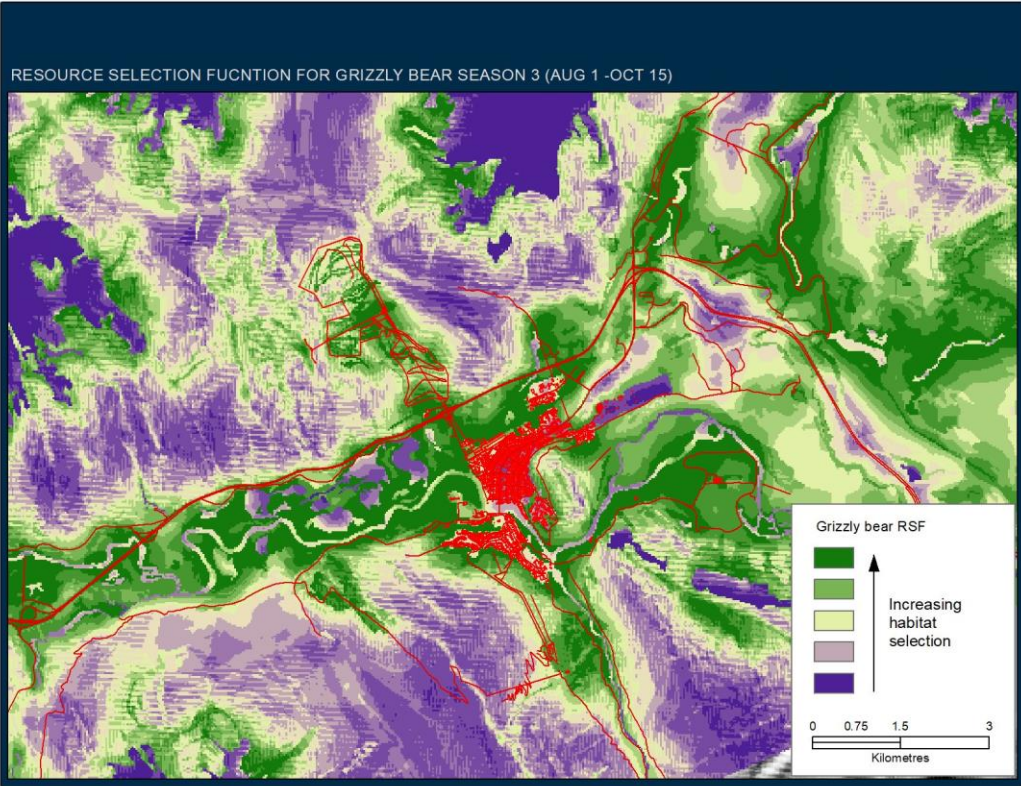 RESOURCE SELECTION FUCNTION FOR GRIZZLY BEAR SEASON 3 (AUG 1 -OCT 15)
Grizzly bear RSF
Increasing
habitat
selection
0 0.75 1.5 3
Kilometres